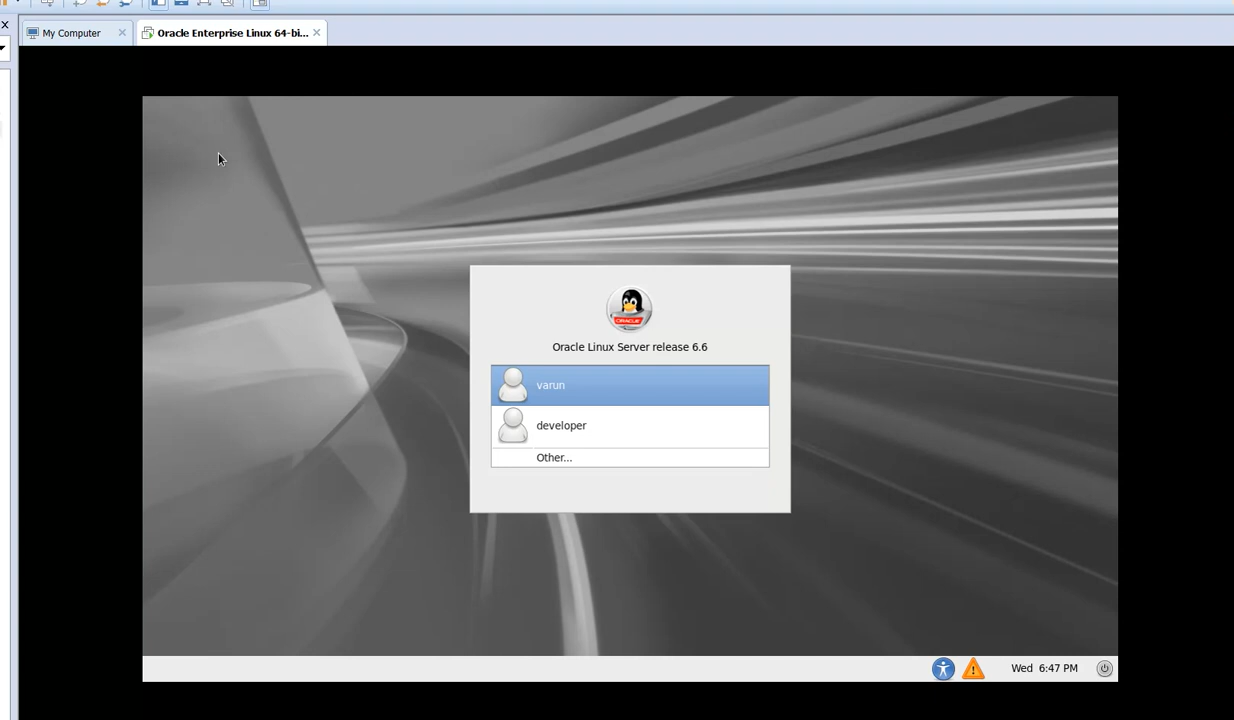 X
My Computer
Oracle Enterprise Linux 64-bi...
ORACLE
Oracle Linux Server release 6.6
varun
developer
Other...
Wed 6:47 PM